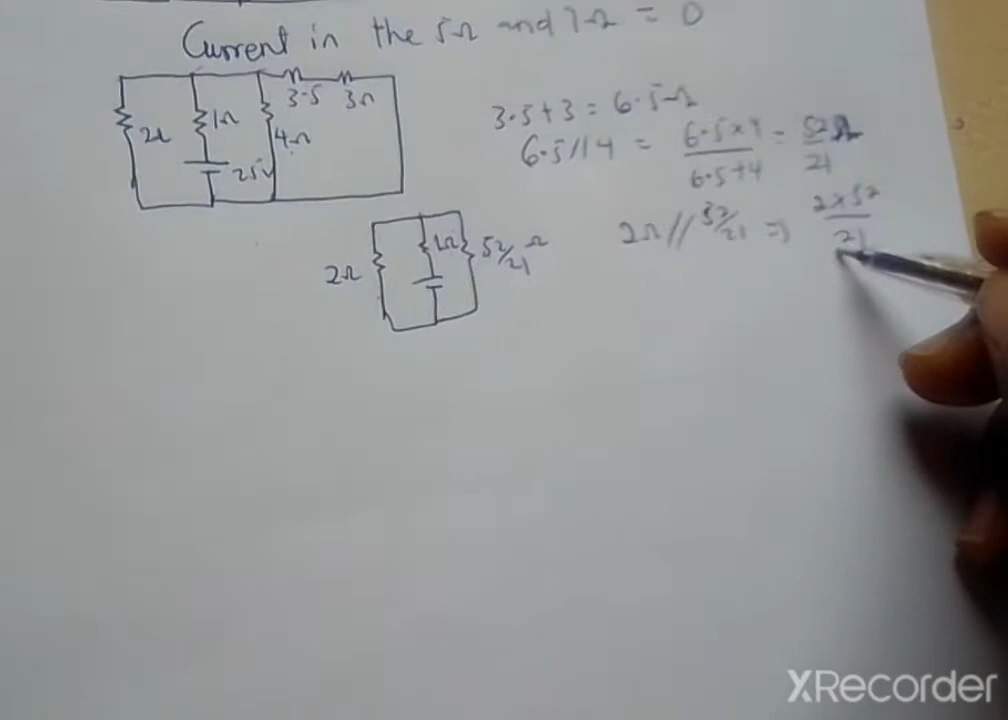 Current in the 5Ω and 7Ω = 0
3.5 3Ω
2Ω 1Ω 4Ω
25V
3.5+3 = 6.5Ω
6.5//4 = 6.5×4/6.5+4 = 52/21 Ω
2Ω // 52/21 ⇒ 2×52/21
2Ω 1Ω 52/21 Ω
XRecorder